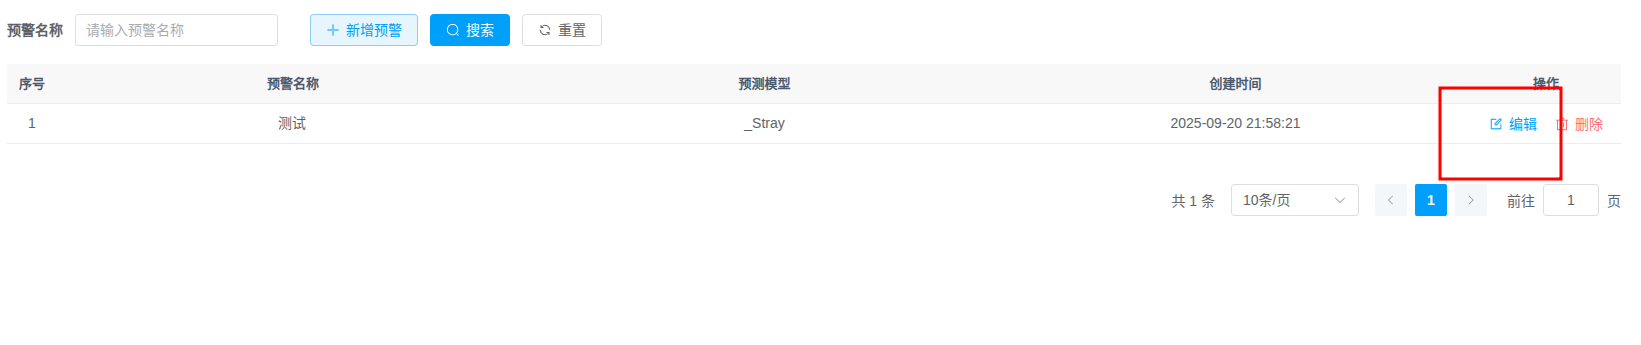 预警名称 请输入预警名称 新增预警 搜索 重置
序号 预警名称 预测模型 创建时间 操作
1 测试 _Stray 2025-09-20 21:58:21 编辑 删除
共 1 条 10条/页 1 前往 1 页